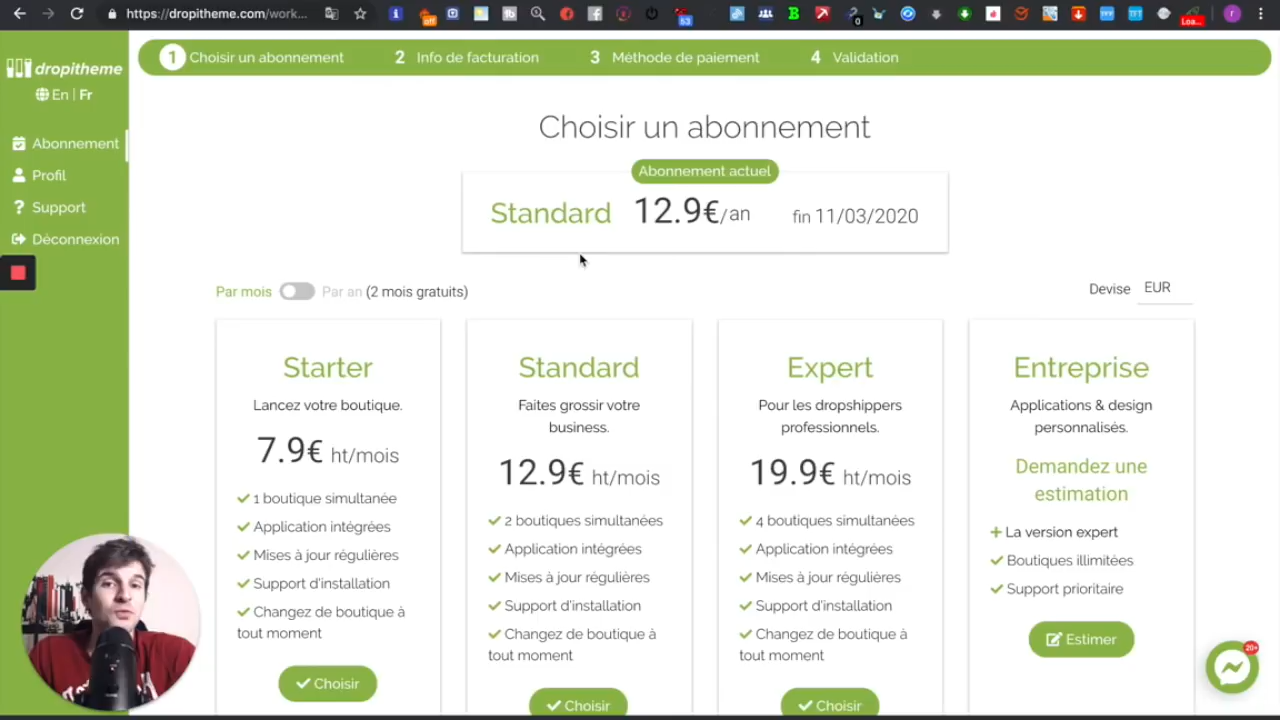 https://dropitheme.com/work...
1 Choisir un abonnement
2 Info de facturation
3 Méthode de paiement
4 Validation
dropitheme
En | Fr
Abonnement
Profil
Support
Déconnexion
Choisir un abonnement
Abonnement actuel
Standard 12.9€/an fin 11/03/2020
Par mois Par an (2 mois gratuits)
Devise EUR
Starter
Lancez votre boutique.
7.9€ ht/mois
1 boutique simultanée
Application intégrées
Mises à jour régulières
Support d'installation
Changez de boutique à
tout moment
Choisir
Standard
Faites grossir votre
business.
12.9€ ht/mois
2 boutiques simultanées
Application intégrées
Mises à jour régulières
Support d'installation
Changez de boutique à
tout moment
Choisir
Expert
Pour les dropshippers
professionnels.
19.9€ ht/mois
4 boutiques simultanées
Application intégrées
Mises à jour régulières
Support d'installation
Changez de boutique à
tout moment
Choisir
Entreprise
Applications & design
personnalisés.
Demandez une
estimation
La version expert
Boutiques illimitées
Support prioritaire
Estimer
20+